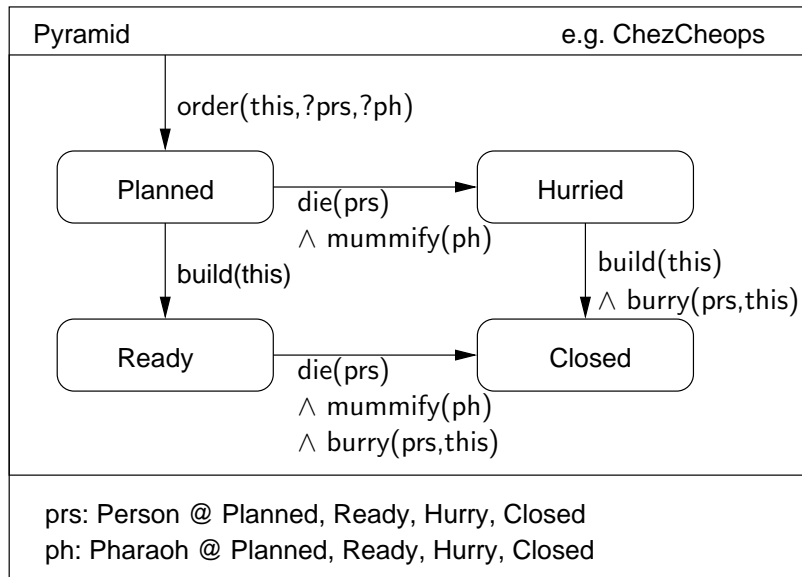 Pyramid e.g. ChezCheops
order(this,?prs,?ph)
Planned Hurried
die(prs)
∧ mummify(ph)
build(this)
build(this)
∧ burry(prs,this)
Ready Closed
die(prs)
∧ mummify(ph)
∧ burry(prs,this)
prs: Person @ Planned, Ready, Hurry, Closed
ph: Pharaoh @ Planned, Ready, Hurry, Closed